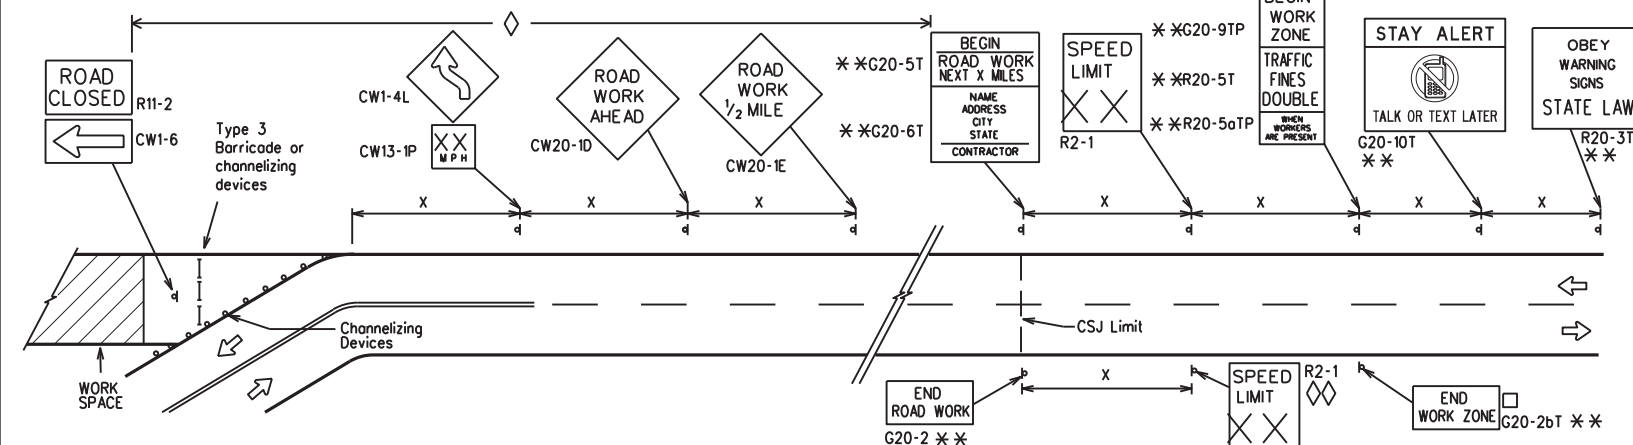 ROAD
CLOSED
R11-2
CW1-6
Type 3
Barricade or
channelizing
devices
CW1-4L
CW13-1P
X X
M P H
ROAD
WORK
AHEAD
CW20-1D
ROAD
WORK
1/2 MILE
CW20-1E
* *G20-5T
* *G20-6T
BEGIN
ROAD WORK
NEXT X MILES
NAME
ADDRESS
CITY
STATE
CONTRACTOR
SPEED
LIMIT
X X
R2-1
* *G20-9TP
* *R20-5T
* *R20-5aTP
BEGIN
WORK
ZONE
TRAFFIC
FINES
DOUBLE
WHEN
WORKERS
ARE PRESENT
STAY ALERT
TALK OR TEXT LATER
G20-10T
* *
OBEY
WARNING
SIGNS
STATE LAW
R20-3T
* *
X
X
X
X
X
X
X
WORK
SPACE
Channelizing
Devices
CSJ Limit
END
ROAD WORK
G20-2 * *
X
SPEED
LIMIT
X X
R2-1
END
WORK ZONE
G20-2bT * *